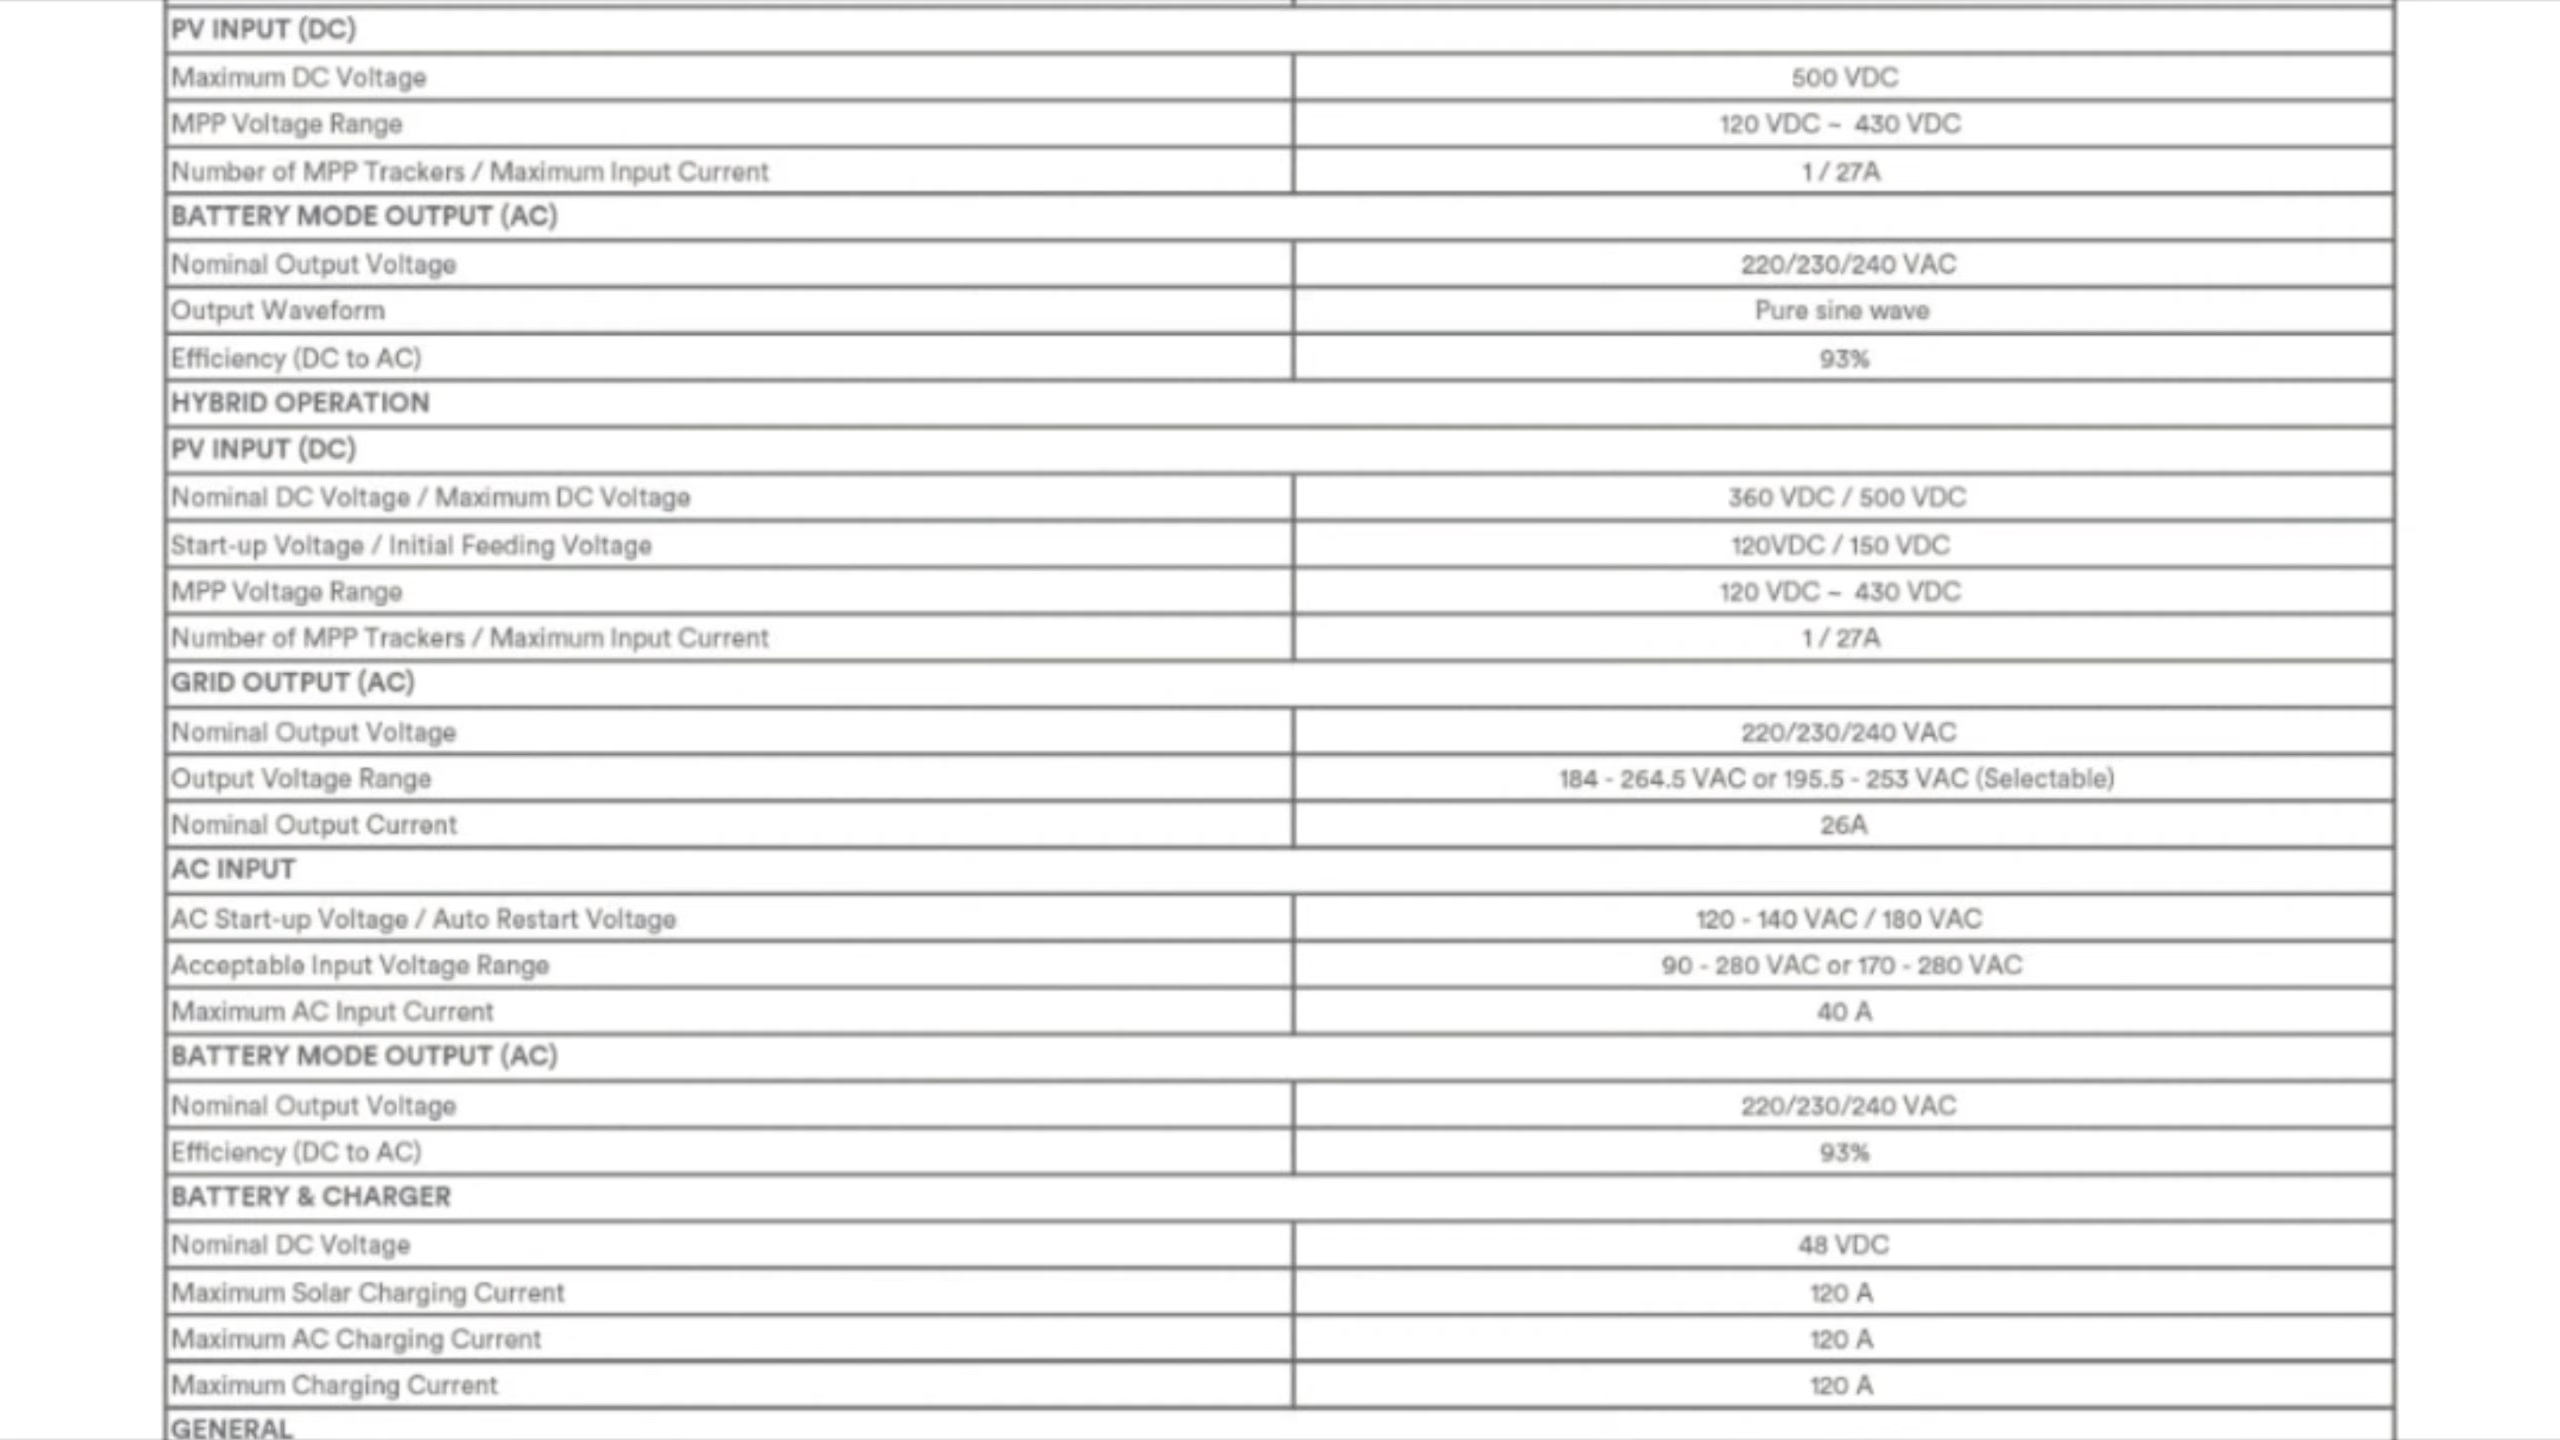 PV INPUT (DC)
Maximum DC Voltage 500 VDC
MPP Voltage Range 120 VDC ~ 430 VDC
Number of MPP Trackers / Maximum Input Current 1 / 27A
BATTERY MODE OUTPUT (AC)
Nominal Output Voltage 220/230/240 VAC
Output Waveform Pure sine wave
Efficiency (DC to AC) 93%
HYBRID OPERATION
PV INPUT (DC)
Nominal DC Voltage / Maximum DC Voltage 360 VDC / 500 VDC
Start-up Voltage / Initial Feeding Voltage 120VDC / 150 VDC
MPP Voltage Range 120 VDC ~ 430 VDC
Number of MPP Trackers / Maximum Input Current 1 / 27A
GRID OUTPUT (AC)
Nominal Output Voltage 220/230/240 VAC
Output Voltage Range 184 - 264.5 VAC or 195.5 - 253 VAC (Selectable)
Nominal Output Current 26A
AC INPUT
AC Start-up Voltage / Auto Restart Voltage 120 - 140 VAC / 180 VAC
Acceptable Input Voltage Range 90 - 280 VAC or 170 - 280 VAC
Maximum AC Input Current 40 A
BATTERY MODE OUTPUT (AC)
Nominal Output Voltage 220/230/240 VAC
Efficiency (DC to AC) 93%
BATTERY & CHARGER
Nominal DC Voltage 48 VDC
Maximum Solar Charging Current 120 A
Maximum AC Charging Current 120 A
Maximum Charging Current 120 A
GENERAL